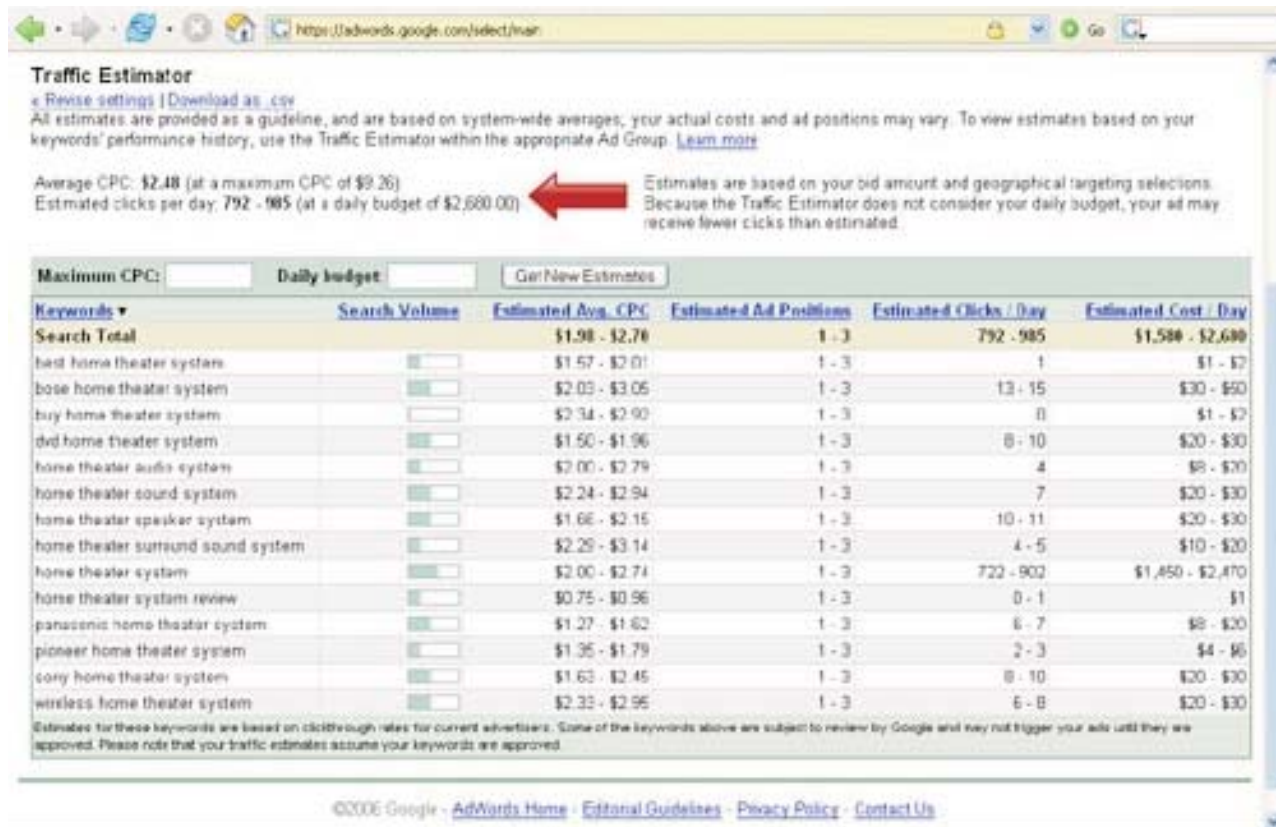 https://adwords.google.com/select/main Go
Traffic Estimator
« Revise settings | Download as .csv
All estimates are provided as a guideline, and are based on system-wide averages; your actual costs and ad positions may vary. To view estimates based on your
keywords' performance history, use the Traffic Estimator within the appropriate Ad Group. Learn more
Average CPC: $2.48 (at a maximum CPC of $9.26)
Estimated clicks per day: 792 - 985 (at a daily budget of $2,680.00)
Estimates are based on your bid amount and geographical targeting selections.
Because the Traffic Estimator does not consider your daily budget, your ad may
receive fewer clicks than estimated.
Maximum CPC: Daily budget: Get New Estimates
Keywords ▼ Search Volume Estimated Avg. CPC Estimated Ad Positions Estimated Clicks / Day Estimated Cost / Day
Search Total $1.98 - $2.70 1 - 3 792 - 985 $1,580 - $2,680
best home theater system $1.57 - $2.01 1 - 3 1 $1 - $2
bose home theater system $2.03 - $3.05 1 - 3 13 - 15 $30 - $50
buy home theater system $2.34 - $2.92 1 - 3 0 $1 - $2
dvd home theater system $1.50 - $1.96 1 - 3 8 - 10 $20 - $30
home theater audio system $2.00 - $2.79 1 - 3 4 $8 - $20
home theater sound system $2.24 - $2.94 1 - 3 7 $20 - $30
home theater speaker system $1.66 - $2.15 1 - 3 10 - 11 $20 - $30
home theater surround sound system $2.29 - $3.14 1 - 3 4 - 5 $10 - $20
home theater system $2.00 - $2.74 1 - 3 722 - 902 $1,450 - $2,470
home theater system review $0.75 - $0.96 1 - 3 0 - 1 $1
panasonic home theater system $1.27 - $1.62 1 - 3 6 - 7 $8 - $20
pioneer home theater system $1.35 - $1.79 1 - 3 2 - 3 $4 - $6
sony home theater system $1.63 - $2.45 1 - 3 8 - 10 $20 - $30
wireless home theater system $2.33 - $2.95 1 - 3 6 - 8 $20 - $30
Estimates for these keywords are based on clickthrough rates for current advertisers. Some of the keywords above are subject to review by Google and may not trigger your ads until they are
approved. Please note that your traffic estimates assume your keywords are approved.
©2006 Google - AdWords Home - Editorial Guidelines - Privacy Policy - Contact Us